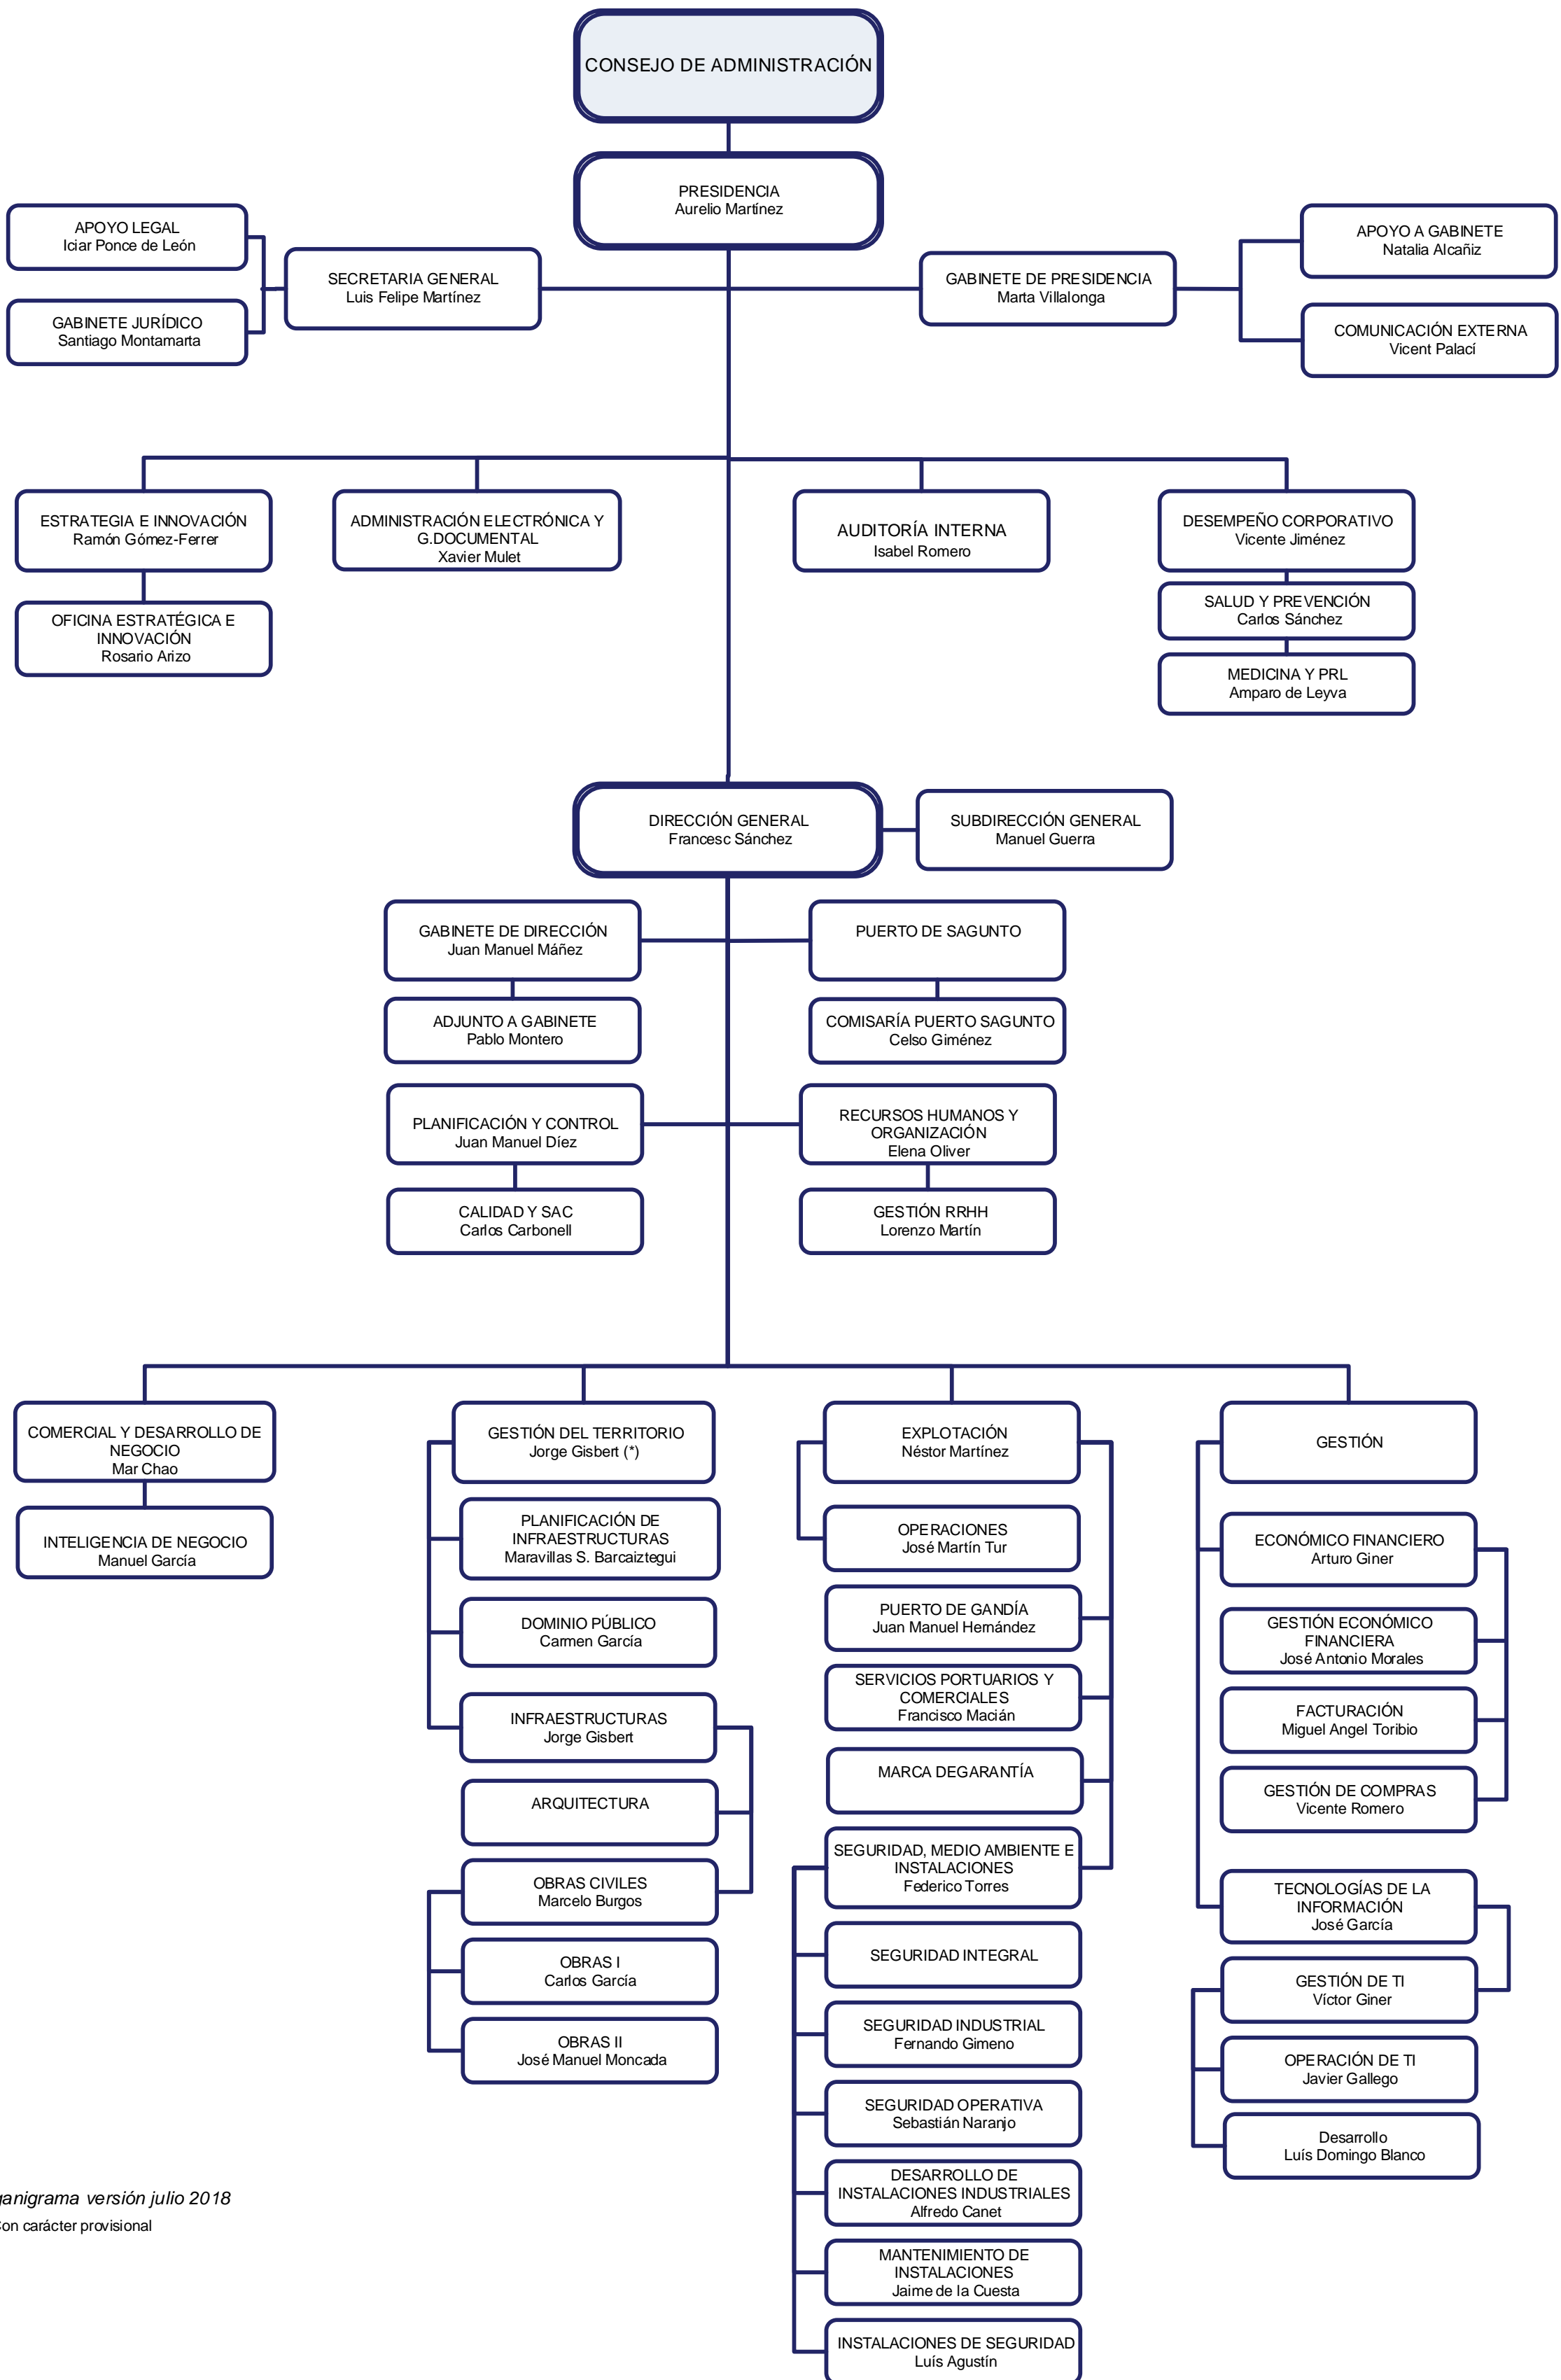 CONSEJO DE ADMINISTRACIÓN
PRESIDENCIA
Aurelio Martínez
APOYO LEGAL
Iciar Ponce de León
SECRETARIA GENERAL
Luis Felipe Martínez
GABINETE JURÍDICO
Santiago Montamarta
GABINETE DE PRESIDENCIA
Marta Villalonga
APOYO A GABINETE
Natalia Alcañiz
COMUNICACIÓN EXTERNA
Vicent Palací
ESTRATEGIA E INNOVACIÓN
Ramón Gómez-Ferrer
OFICINA ESTRATÉGICA E
INNOVACIÓN
Rosario Arizo
ADMINISTRACIÓN ELECTRÓNICA Y
G.DOCUMENTAL
Xavier Mulet
AUDITORÍA INTERNA
Isabel Romero
DESEMPEÑO CORPORATIVO
Vicente Jiménez
SALUD Y PREVENCIÓN
Carlos Sánchez
MEDICINA Y PRL
Amparo de Leyva
DIRECCIÓN GENERAL
Francesc Sánchez
SUBDIRECCIÓN GENERAL
Manuel Guerra
GABINETE DE DIRECCIÓN
Juan Manuel Máñez
ADJUNTO A GABINETE
Pablo Montero
PUERTO DE SAGUNTO
COMISARÍA PUERTO SAGUNTO
Celso Giménez
PLANIFICACIÓN Y CONTROL
Juan Manuel Díez
CALIDAD Y SAC
Carlos Carbonell
RECURSOS HUMANOS Y
ORGANIZACIÓN
Elena Oliver
GESTIÓN RRHH
Lorenzo Martín
COMERCIAL Y DESARROLLO DE
NEGOCIO
Mar Chao
INTELIGENCIA DE NEGOCIO
Manuel García
GESTIÓN DEL TERRITORIO
Jorge Gisbert (*)
PLANIFICACIÓN DE
INFRAESTRUCTURAS
Maravillas S. Barcaiztegui
DOMINIO PÚBLICO
Carmen García
INFRAESTRUCTURAS
Jorge Gisbert
ARQUITECTURA
OBRAS CIVILES
Marcelo Burgos
OBRAS I
Carlos García
OBRAS II
José Manuel Moncada
EXPLOTACIÓN
Néstor Martínez
OPERACIONES
José Martín Tur
PUERTO DE GANDÍA
Juan Manuel Hernández
SERVICIOS PORTUARIOS Y
COMERCIALES
Francisco Macián
MARCA DEGARANTÍA
SEGURIDAD, MEDIO AMBIENTE E
INSTALACIONES
Federico Torres
SEGURIDAD INTEGRAL
SEGURIDAD INDUSTRIAL
Fernando Gimeno
SEGURIDAD OPERATIVA
Sebastián Naranjo
DESARROLLO DE
INSTALACIONES INDUSTRIALES
Alfredo Canet
MANTENIMIENTO DE
INSTALACIONES
Jaime de la Cuesta
INSTALACIONES DE SEGURIDAD
Luís Agustín
GESTIÓN
ECONÓMICO FINANCIERO
Arturo Giner
GESTIÓN ECONÓMICO
FINANCIERA
José Antonio Morales
FACTURACIÓN
Miguel Angel Toribio
GESTIÓN DE COMPRAS
Vicente Romero
TECNOLOGÍAS DE LA
INFORMACIÓN
José García
GESTIÓN DE TI
Víctor Giner
OPERACIÓN DE TI
Javier Gallego
Desarrollo
Luís Domingo Blanco
ganigrama versión julio 2018
Con carácter provisional